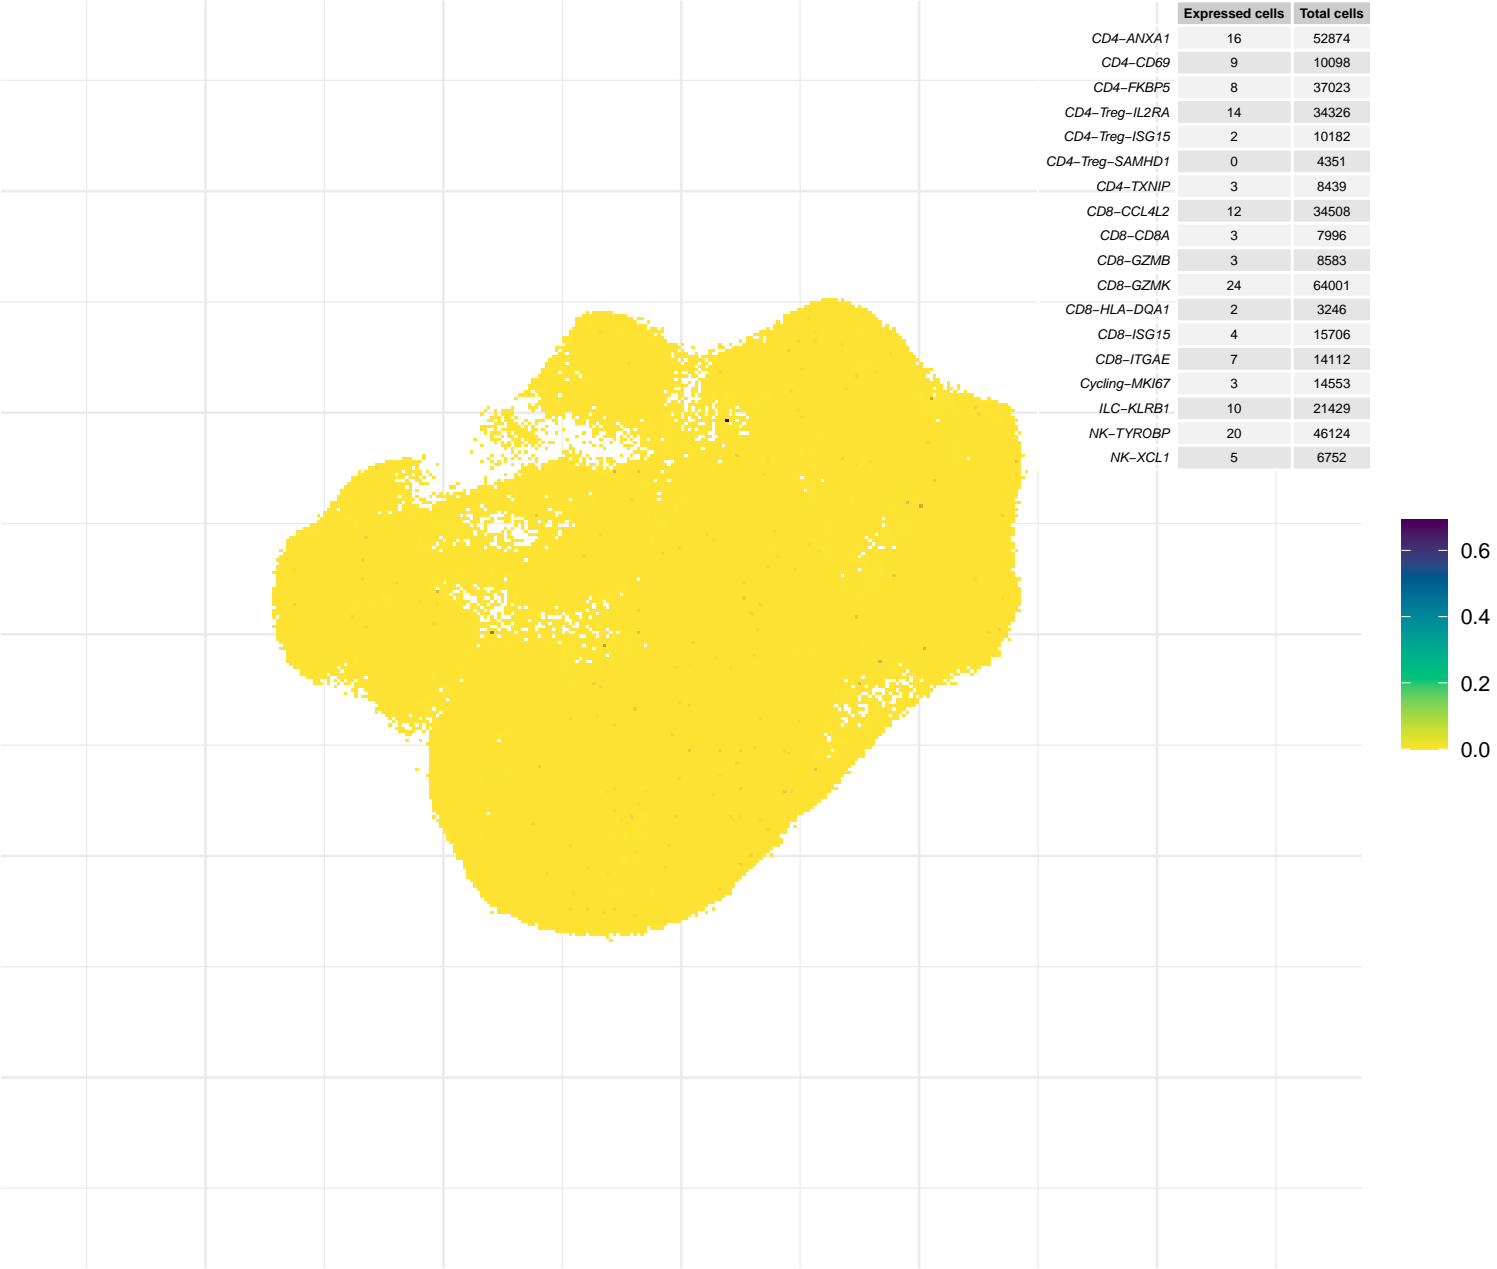 Expressed cells Total cells
CD4−ANXA1 16 52874
CD4−CD69 9 10098
CD4−FKBP5 8 37023
CD4−Treg−IL2RA 14 34326
CD4−Treg−ISG15 2 10182
CD4−Treg−SAMHD1 0 4351
CD4−TXNIP 3 8439
CD8−CCL4L2 12 34508
CD8−CD8A 3 7996
CD8−GZMB 3 8583
CD8−GZMK 24 64001
CD8−HLA−DQA1 2 3246
CD8−ISG15 4 15706
CD8−ITGAE 7 14112
Cycling−MKI67 3 14553
ILC−KLRB1 10 21429
NK−TYROBP 20 46124
NK−XCL1 5 6752
0.6
0.4
0.2
0.0